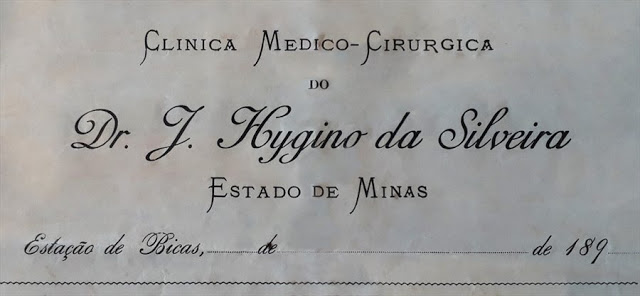 CLINICA MEDICO-CIRURGICA
DO
Dr. J. Hygino da Silveira
ESTADO DE MINAS
Estação de Bicas, ........ de ........................................ de 189